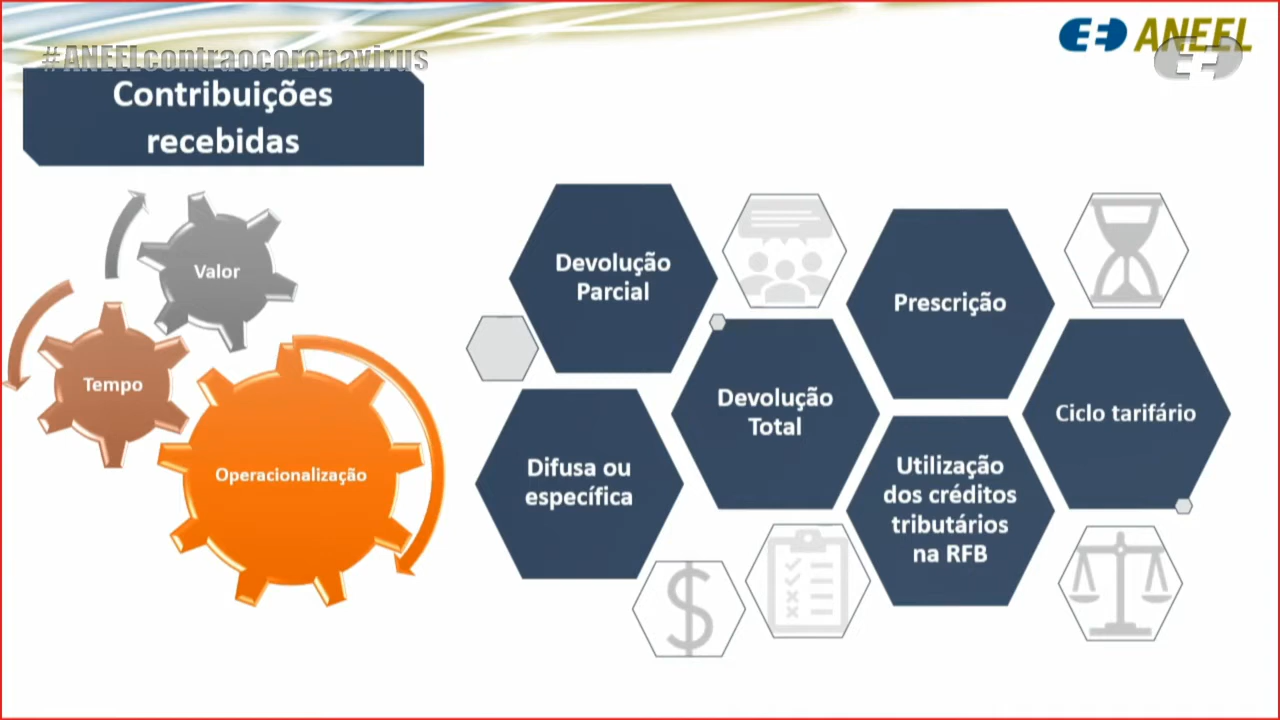 #ANEELcontraocoronavirus
ANEEL
Contribuições
recebidas
Valor
Tempo
Operacionalização
Devolução
Parcial
Difusa ou
específica
Devolução
Total
Prescrição
Utilização
dos créditos
tributários
na RFB
Ciclo tarifário